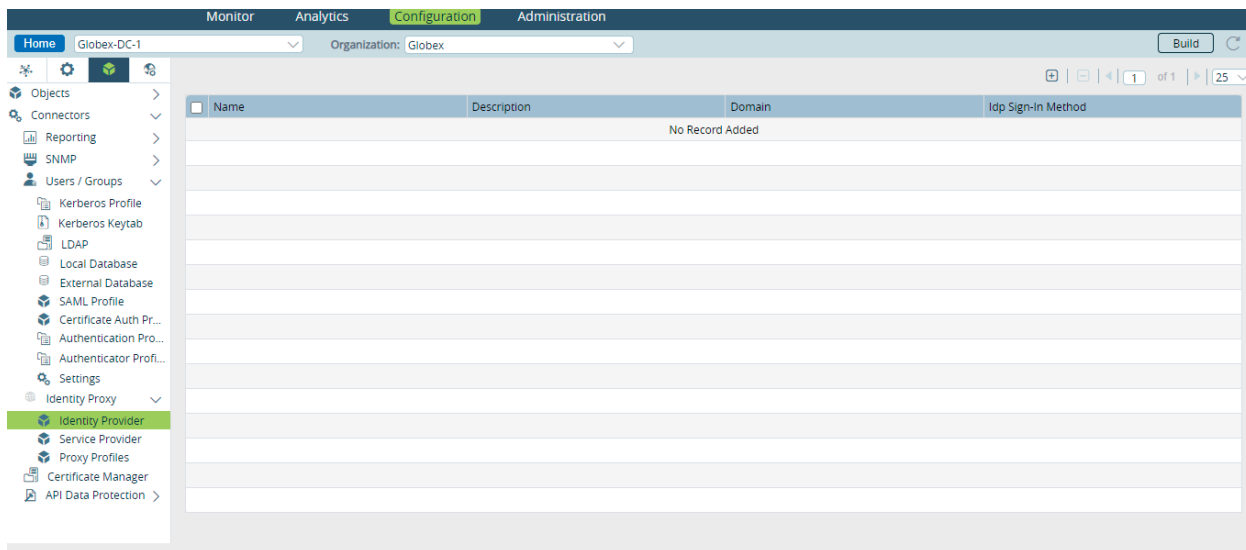 Monitor Analytics Configuration Administration
Home Globex-DC-1 Organization: Globex Build
1 of 1 25
Objects
Connectors
Reporting
SNMP
Users / Groups
Kerberos Profile
Kerberos Keytab
LDAP
Local Database
External Database
SAML Profile
Certificate Auth Pr...
Authentication Pro...
Authenticator Profi...
Settings
Identity Proxy
Identity Provider
Service Provider
Proxy Profiles
Certificate Manager
API Data Protection
Name Description Domain Idp Sign-In Method
No Record Added